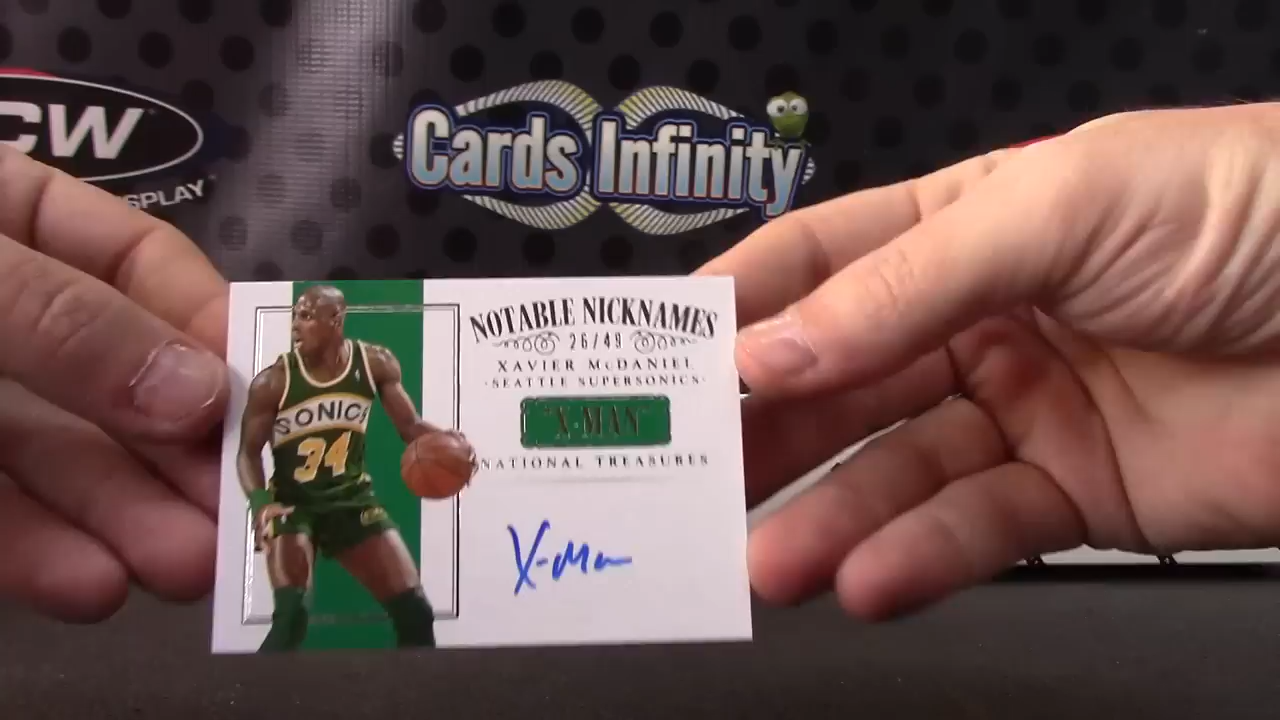 CW
SPLAY
Cards Infinity
NOTABLE NICKNAMES
26/49
XAVIER McDANIEL
·SEATTLE SUPERSONICS·
"X-MAN"
NATIONAL TREASURES
SONICS
34
X-Man